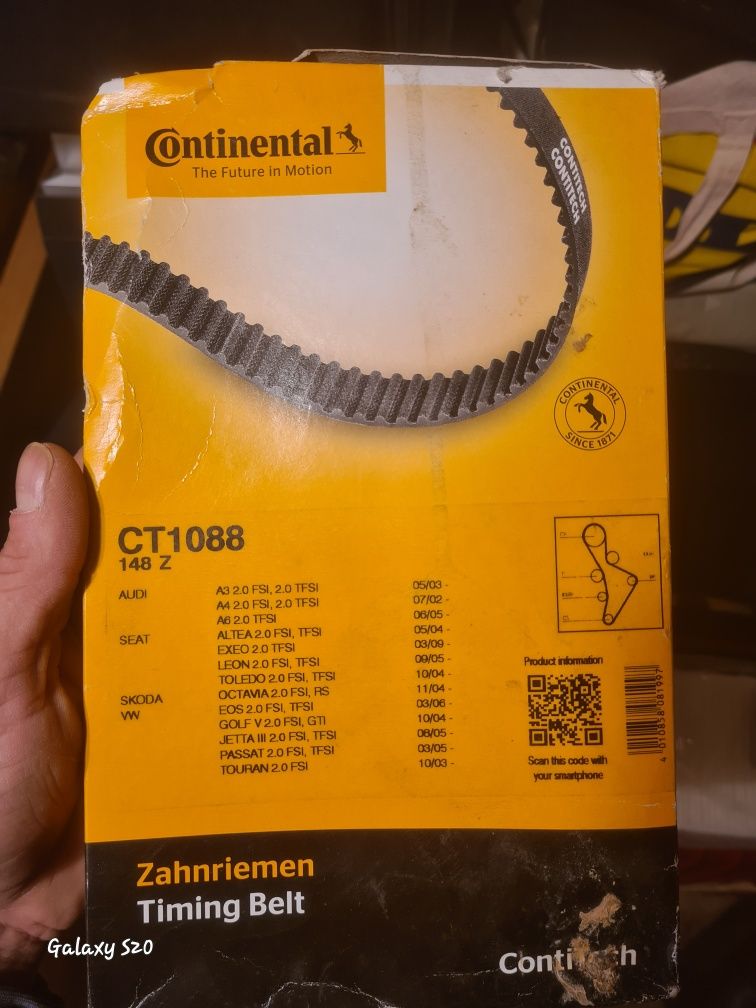 Continental
The Future in Motion
CONTITECH
CONTITECH
CONTINENTAL
SINCE 1871
CT1088
148 Z
AUDI A3 2.0 FSI, 2.0 TFSI 05/03 -
A4 2.0 FSI, 2.0 TFSI 07/02 -
A6 2.0 TFSI 06/05 -
SEAT ALTEA 2.0 FSI, TFSI 05/04 -
EXEO 2.0 TFSI 03/09 -
LEON 2.0 FSI, TFSI 09/05 -
TOLEDO 2.0 FSI, TFSI 10/04 -
SKODA OCTAVIA 2.0 FSI, RS 11/04 -
VW EOS 2.0 FSI, TFSI 03/06 -
GOLF V 2.0 FSI, GTI 10/04 -
JETTA III 2.0 FSI, TFSI 08/05 -
PASSAT 2.0 FSI, TFSI 03/05 -
TOURAN 2.0 FSI 10/03 -
Product information
Scan this code with
your smartphone
4 010858 081997
Zahnriemen
Timing Belt
Galaxy S20